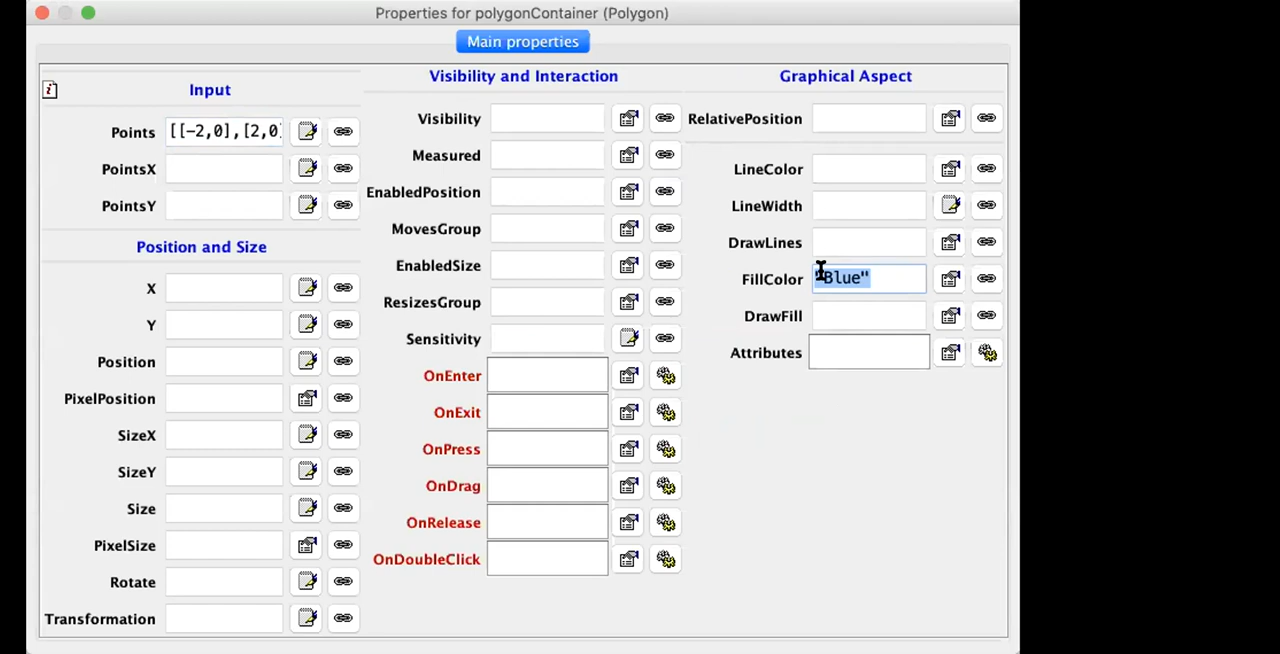 Properties for polygonContainer (Polygon)
Main properties
Input
Points [[-2,0],[2,0]
PointsX
PointsY
Position and Size
X
Y
Position
PixelPosition
SizeX
SizeY
Size
PixelSize
Rotate
Transformation
Visibility and Interaction
Visibility
Measured
EnabledPosition
MovesGroup
EnabledSize
ResizesGroup
Sensitivity
OnEnter
OnExit
OnPress
OnDrag
OnRelease
OnDoubleClick
Graphical Aspect
RelativePosition
LineColor
LineWidth
DrawLines
FillColor "Blue"
DrawFill
Attributes